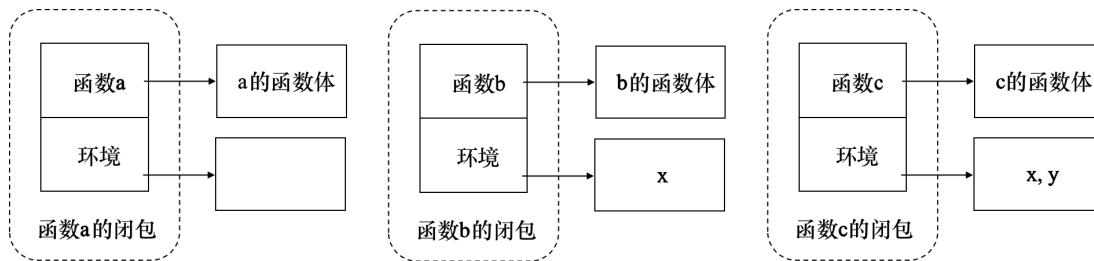 函数a
a的函数体
环境
函数a的闭包
函数b
b的函数体
环境
x
函数b的闭包
函数c
c的函数体
环境
x, y
函数c的闭包